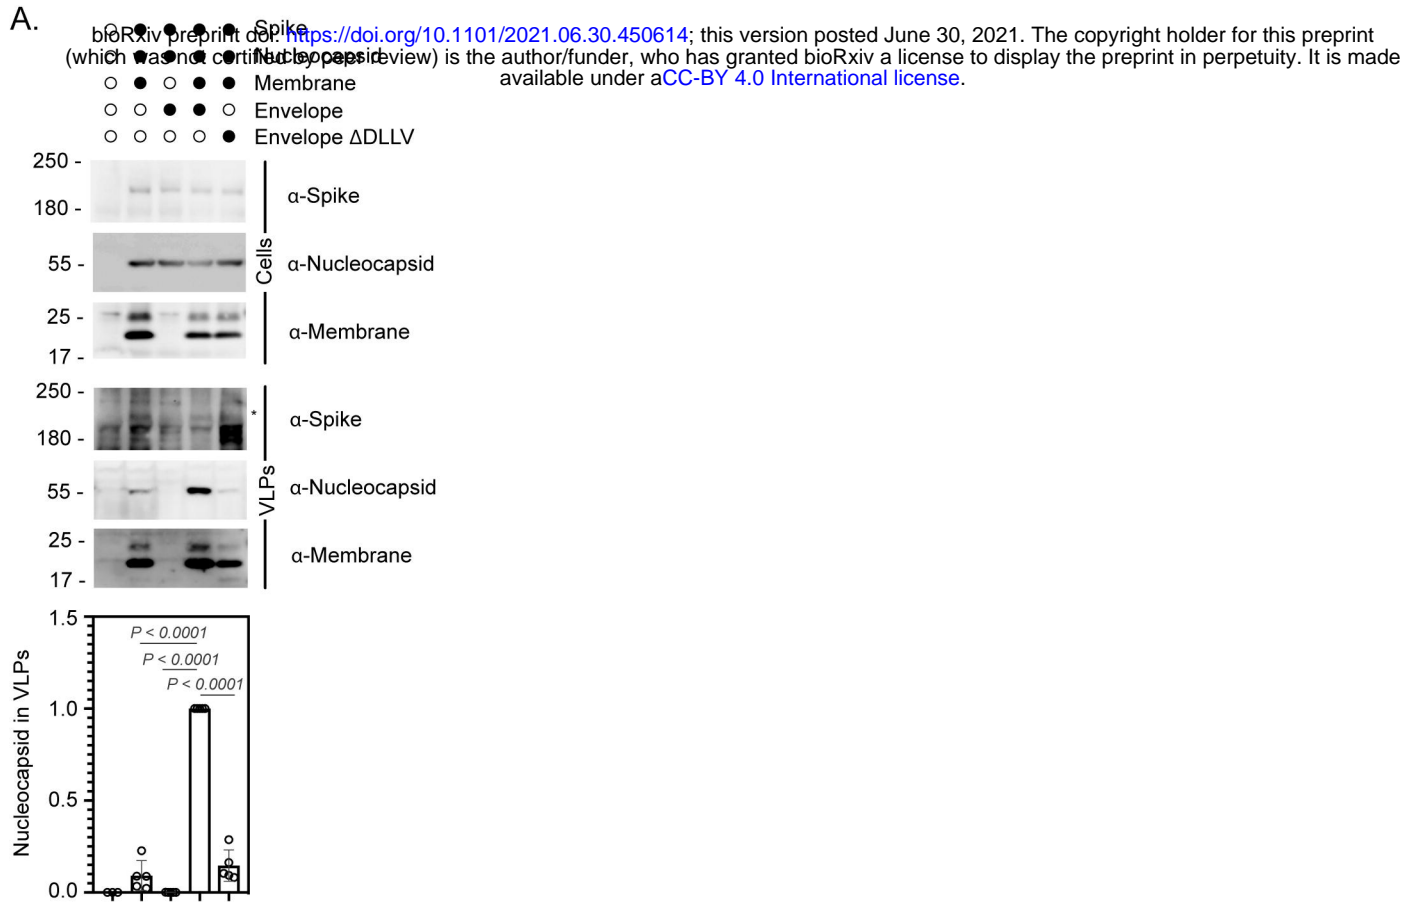 A.
Spike
bioRxiv preprint doi: https://doi.org/10.1101/2021.06.30.450614; this version posted June 30, 2021. The copyright holder for this preprint
Nucleocapsid
(which was not certified by peer review) is the author/funder, who has granted bioRxiv a license to display the preprint in perpetuity. It is made
available under aCC-BY 4.0 International license.
Membrane
Envelope
Envelope ΔDLLV
250 -
180 -
α-Spike
55 -
α-Nucleocapsid
25 -
17 -
α-Membrane
Cells
250 -
180 -
*
α-Spike
55 -
α-Nucleocapsid
25 -
17 -
α-Membrane
VLPs
Nucleocapsid in VLPs
1.5
1.0
0.5
0.0
P < 0.0001
P < 0.0001
P < 0.0001